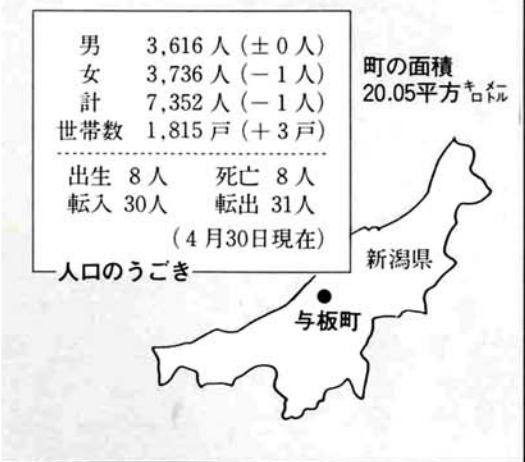 男 3,616人(±0人)
女 3,736人(－1人)
計 7,352人(－1人)
世帯数 1,815戸(＋3戸)
出生 8人 死亡 8人
転入 30人 転出 31人
(4月30日現在)
人口のうごき
町の面積
20.05平方キロメートル
新潟県
与板町